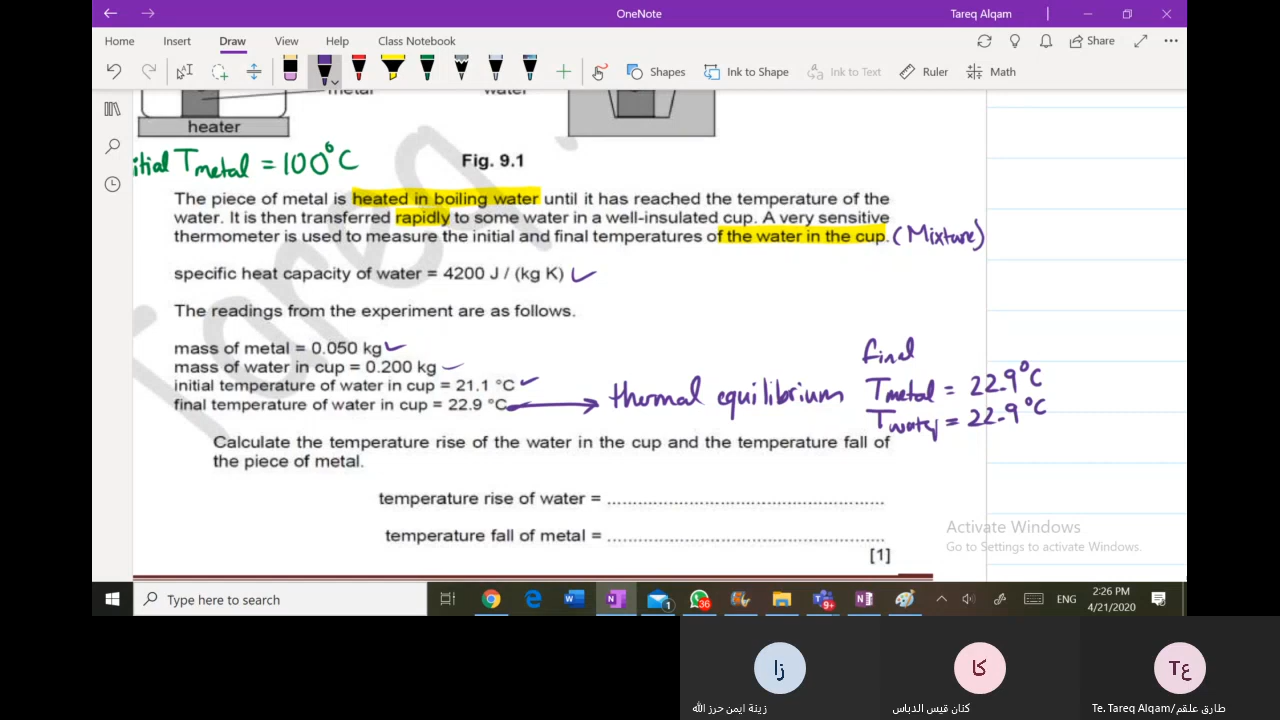 OneNote
Tareq Alqam
Home Insert Draw View Help Class Notebook
Share
Shapes Ink to Shape Ink to Text Ruler Math
metal water
heater
itial Tmetal = 100°C
Fig. 9.1
The piece of metal is heated in boiling water until it has reached the temperature of the
water. It is then transferred rapidly to some water in a well-insulated cup. A very sensitive
thermometer is used to measure the initial and final temperatures of the water in the cup. (Mixture)
specific heat capacity of water = 4200 J / (kg K)
The readings from the experiment are as follows.
mass of metal = 0.050 kg
mass of water in cup = 0.200 kg
initial temperature of water in cup = 21.1 °C
final temperature of water in cup = 22.9 °C
thermal equilibrium
final
Tmetal = 22.9°C
Twater = 22.9°C
Calculate the temperature rise of the water in the cup and the temperature fall of
the piece of metal.
temperature rise of water = ..................................................
temperature fall of metal = ..................................................
[1]
Tareq
Activate Windows
Go to Settings to activate Windows.
Type here to search
1
36
9+
ENG
2:26 PM
4/21/2020
زا
كا
عT
زينة ايمن حرز الله
كنان قيس الدباس
Te. Tareq Alqam/طارق علقم